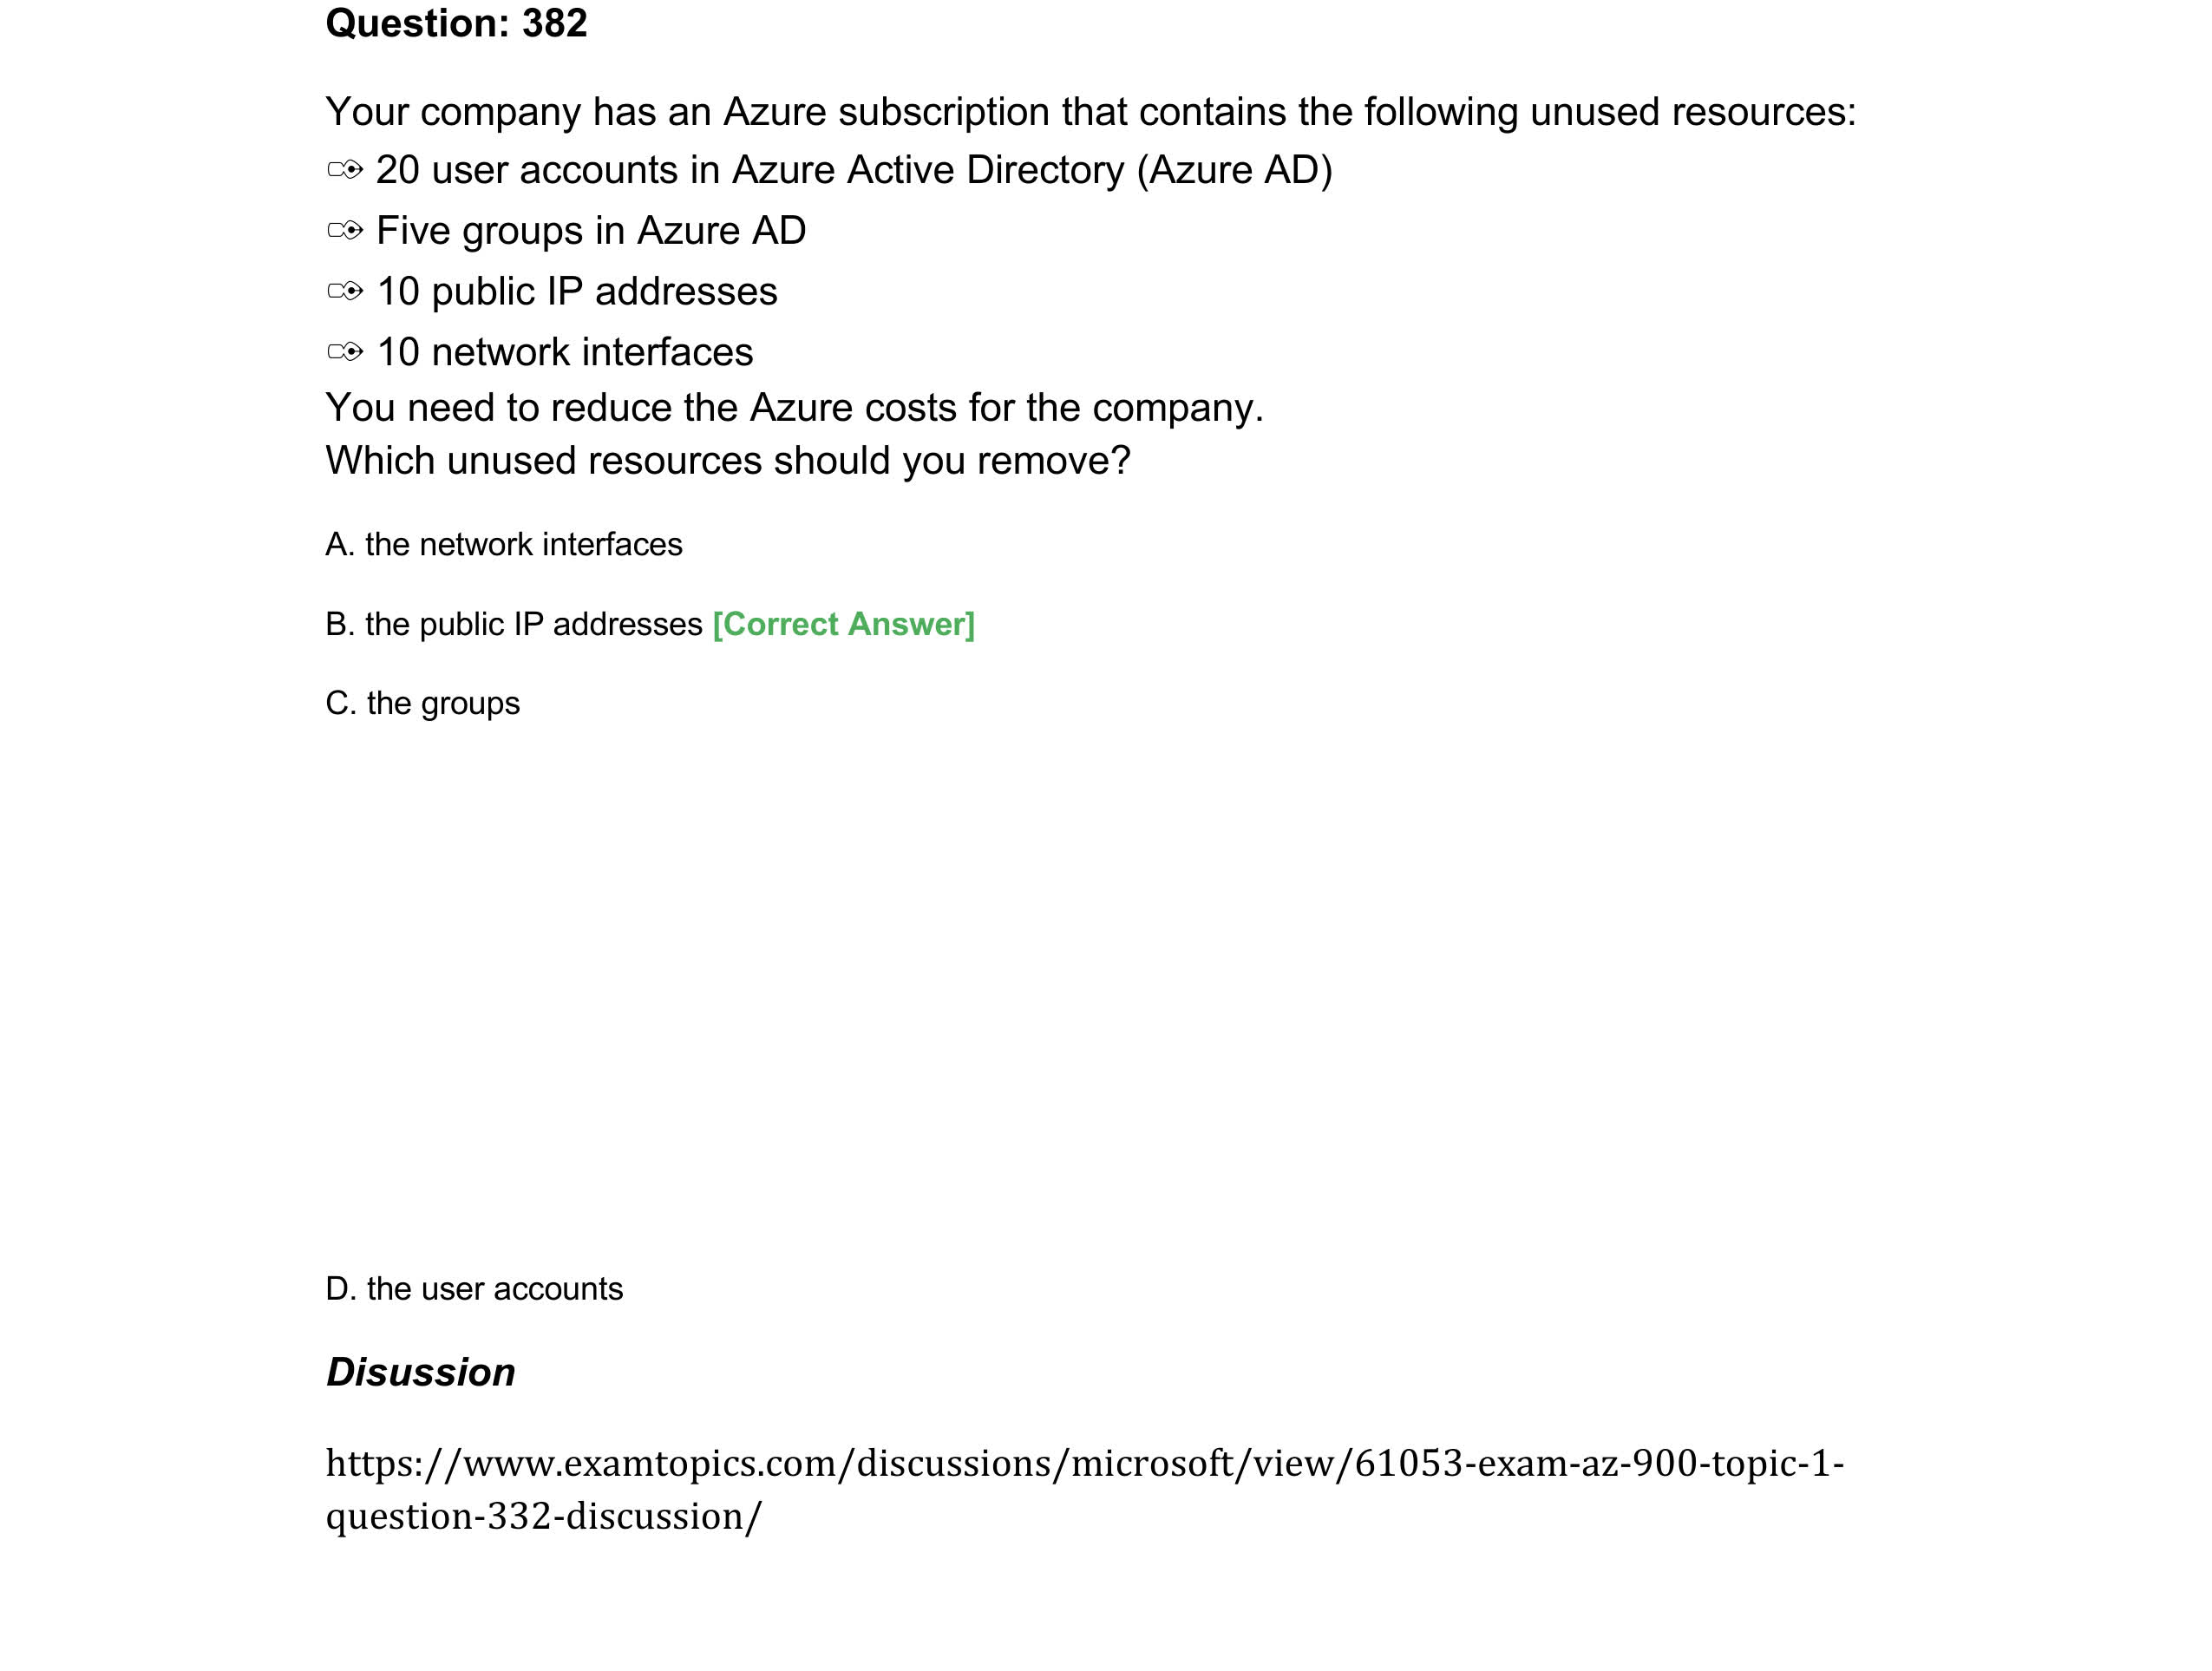 Question: 382
Your company has an Azure subscription that contains the following unused resources:
✑ 20 user accounts in Azure Active Directory (Azure AD)
✑ Five groups in Azure AD
✑ 10 public IP addresses
✑ 10 network interfaces
You need to reduce the Azure costs for the company.
Which unused resources should you remove?
A. the network interfaces
B. the public IP addresses [Correct Answer]
C. the groups
D. the user accounts
Disussion
https://www.examtopics.com/discussions/microsoft/view/61053-exam-az-900-topic-1-
question-332-discussion/